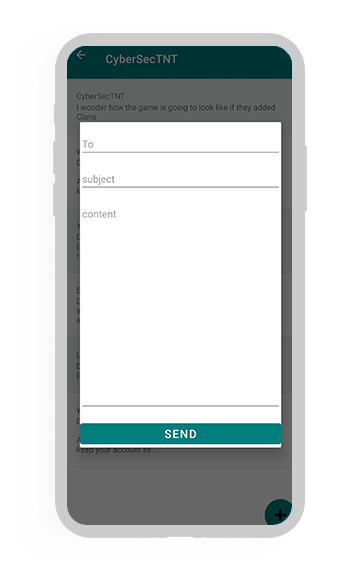 CyberSecTNT
CyberSecTNT
I wonder how the game is going to look like if they added
Clans
To
subject
content
SEND
keep your account se...